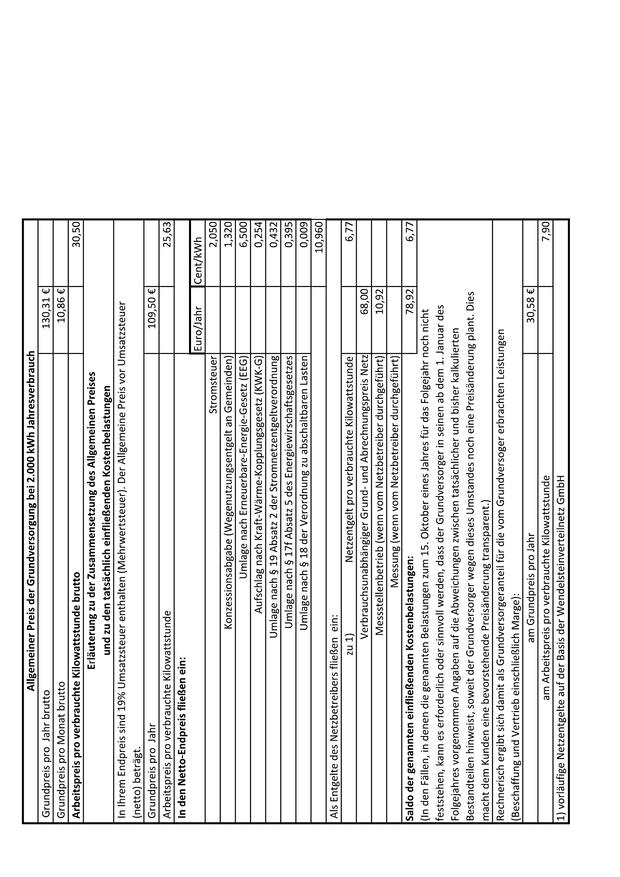 Allgemeiner Preis der Grundversorgung bei 2.000 kWh Jahresverbrauch
Grundpreis pro Jahr brutto 130,31 €
Grundpreis pro Monat brutto 10,86 €
Arbeitspreis pro verbrauchte Kilowattstunde brutto 30,50
Erläuterung zu der Zusammensetzung des Allgemeinen Preises
und zu den tatsächlich einfließenden Kostenbelastungen
In Ihrem Endpreis sind 19% Umsatzsteuer enthalten (Mehrwertsteuer). Der Allgemeine Preis vor Umsatzsteuer
(netto) beträgt.
Grundpreis pro Jahr 109,50 €
Arbeitspreis pro verbrauchte Kilowattstunde 25,63
In den Netto-Endpreis fließen ein:
Euro/Jahr Cent/kWh
Stromsteuer 2,050
Konzessionsabgabe (Wegenutzungsentgelt an Gemeinden) 1,320
Umlage nach Erneuerbare-Energie-Gesetz (EEG) 6,500
Aufschlag nach Kraft-Wärme-Kopplungsgesetz (KWK-G) 0,254
Umlage nach § 19 Absatz 2 der Stromnetzentgeltverordnung 0,432
Umlage nach § 17f Absatz 5 des Energiewirtschaftsgesetzes 0,395
Umlage nach § 18 der Verordnung zu abschaltbaren Lasten 0,009
10,960
Als Entgelte des Netzbetreibers fließen ein:
zu 1) Netzentgelt pro verbrauchte Kilowattstunde 6,77
Verbrauchsunabhängiger Grund- und Abrechnungspreis Netz 68,00
Messstellenbetrieb (wenn vom Netzbetreiber durchgeführt) 10,92
Messung (wenn vom Netzbetreiber durchgeführt)
Saldo der genannten einfließenden Kostenbelastungen: 78,92 6,77
(In den Fällen, in denen die genannten Belastungen zum 15. Oktober eines Jahres für das Folgejahr noch nicht
feststehen, kann es erforderlich oder sinnvoll werden, dass der Grundversorger in seinen ab dem 1. Januar des
Folgejahres vorgenommen Angaben auf die Abweichungen zwischen tatsächlicher und bisher kalkulierten
Bestandteilen hinweist, soweit der Grundversorger wegen dieses Umstandes noch eine Preisänderung plant. Dies
macht dem Kunden eine bevorstehende Preisänderung transparent.)
Rechnerisch ergibt sich damit als Grundversorgeranteil für die vom Grundversoger erbrachten Leistungen
(Beschaffung und Vertrieb einschließlich Marge):
am Grundpreis pro Jahr 30,58 €
am Arbeitspreis pro verbrauchte Kilowattstunde 7,90
1) vorläufige Netzentgelte auf der Basis der Wendelsteinverteilnetz GmbH